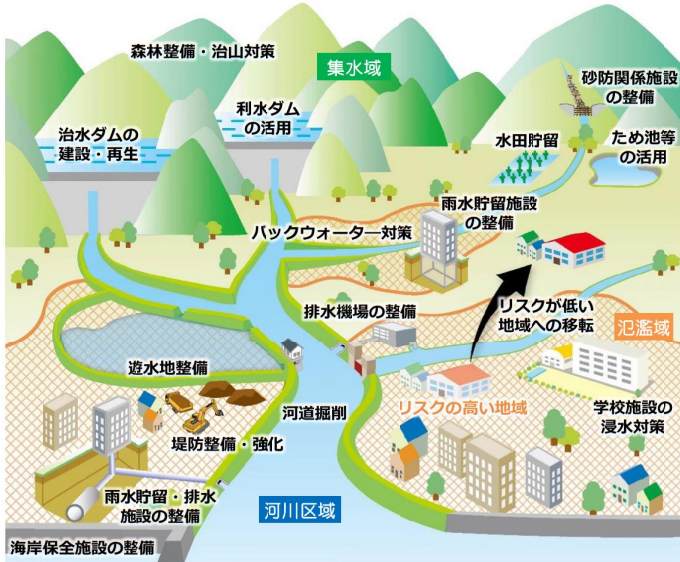 森林整備・治山対策
集水域
砂防関係施設
の整備
治水ダムの
建設・再生
利水ダム
の活用
水田貯留
ため池等
の活用
雨水貯留施設
の整備
バックウォーター対策
排水機場の整備
リスクが低い
地域への移転
氾濫域
遊水地整備
河道掘削
リスクの高い地域
学校施設の
浸水対策
堤防整備・強化
雨水貯留・排水
施設の整備
河川区域
海岸保全施設の整備